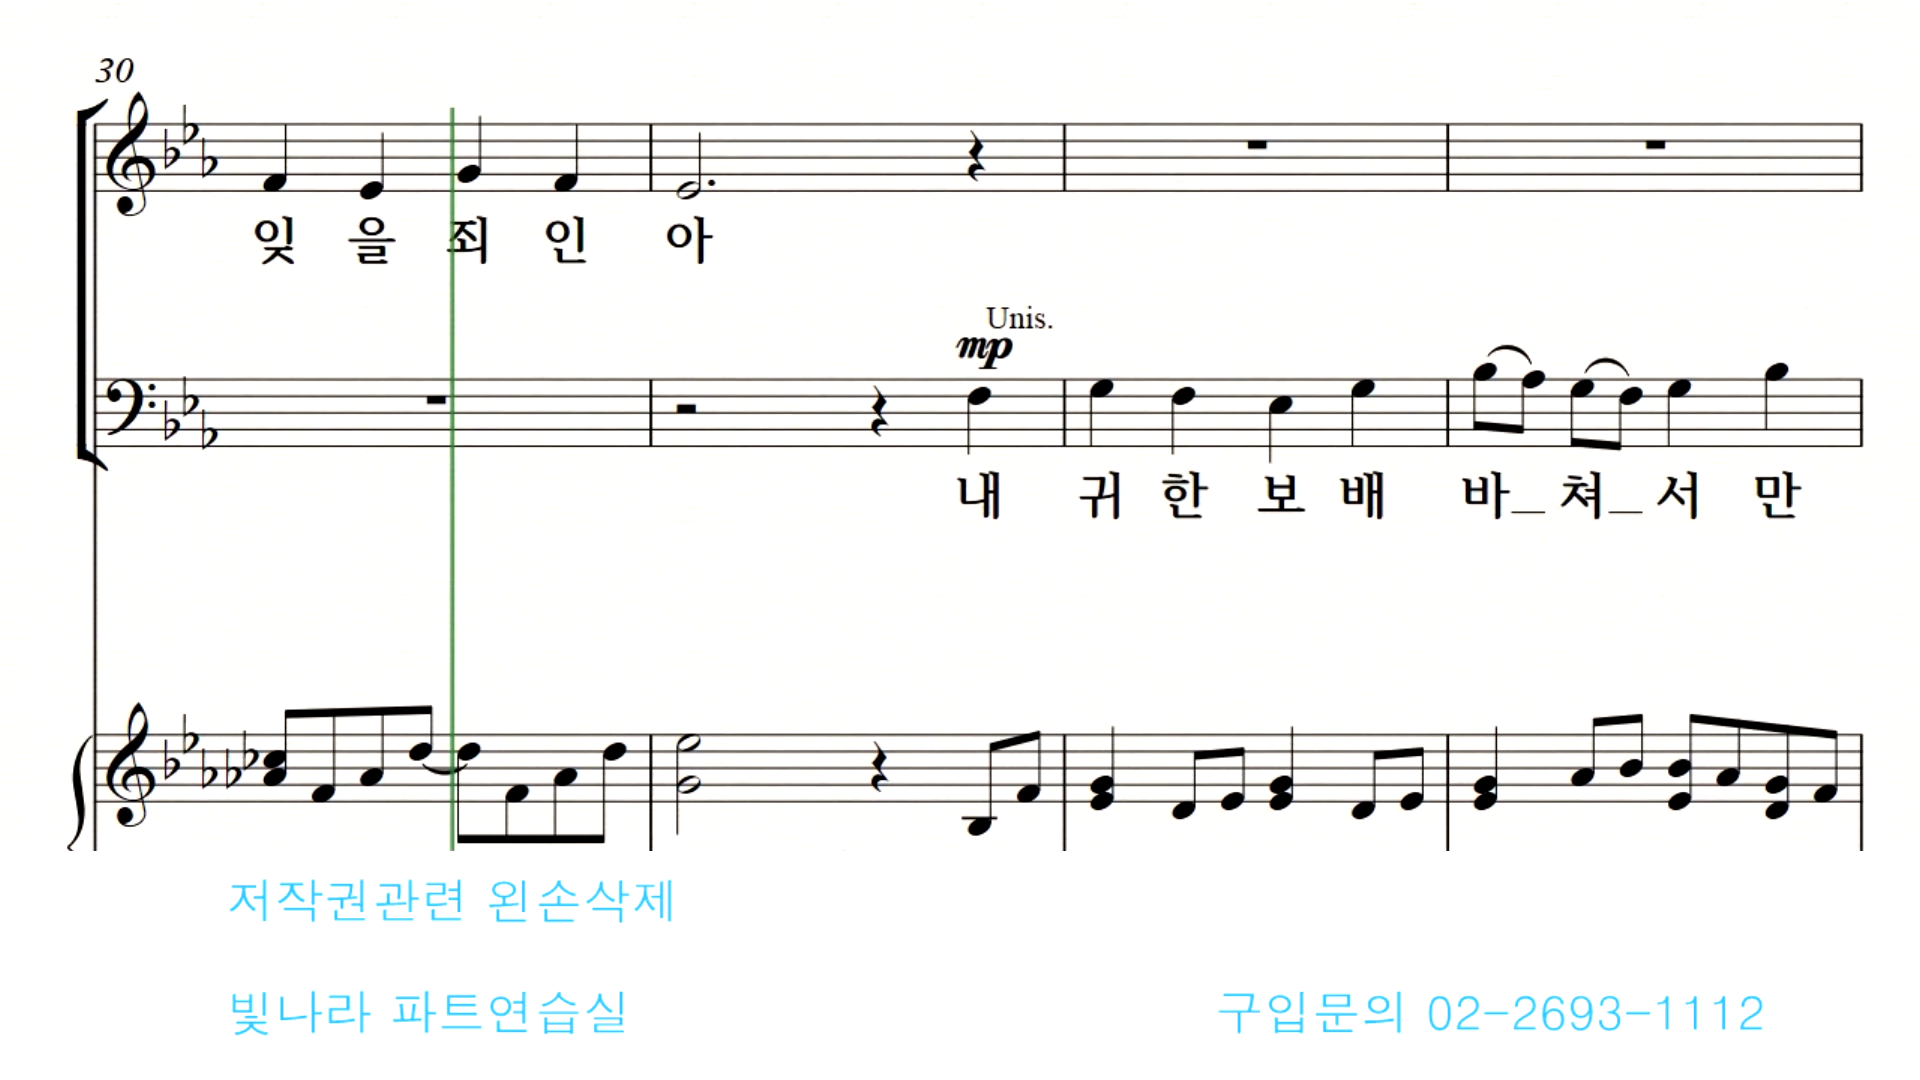 30
잊 을 죄 인 아
Unis.
mp
내 귀 한 보 배 바_ 쳐_ 서 만
저작권관련 왼손삭제
빛나라 파트연습실 구입문의 02-2693-1112